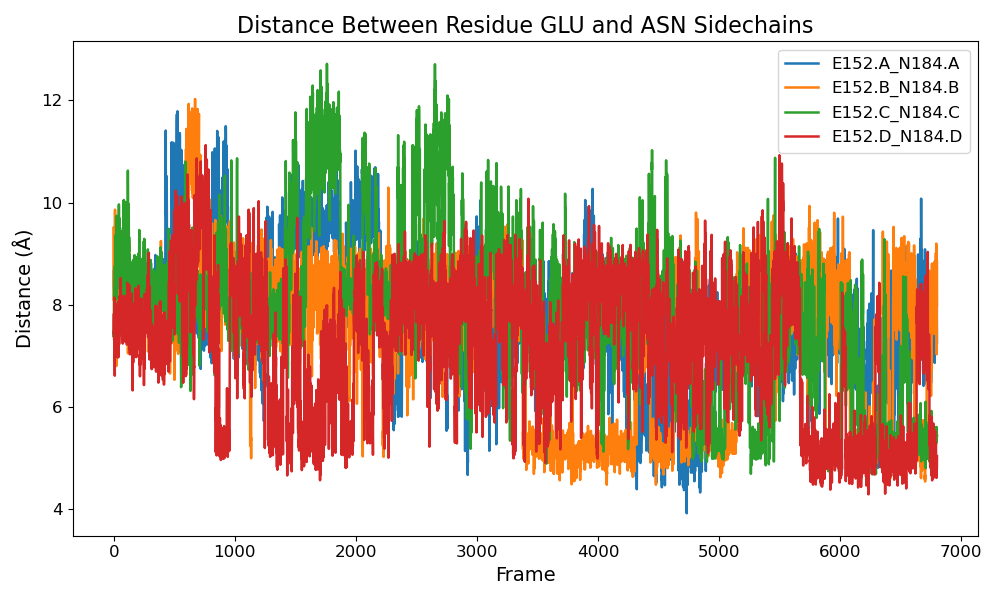 Distance Between Residue GLU and ASN Sidechains
E152.A_N184.A
E152.B_N184.B
E152.C_N184.C
E152.D_N184.D
Distance (Å)
12
10
8
6
4
0 1000 2000 3000 4000 5000 6000 7000
Frame